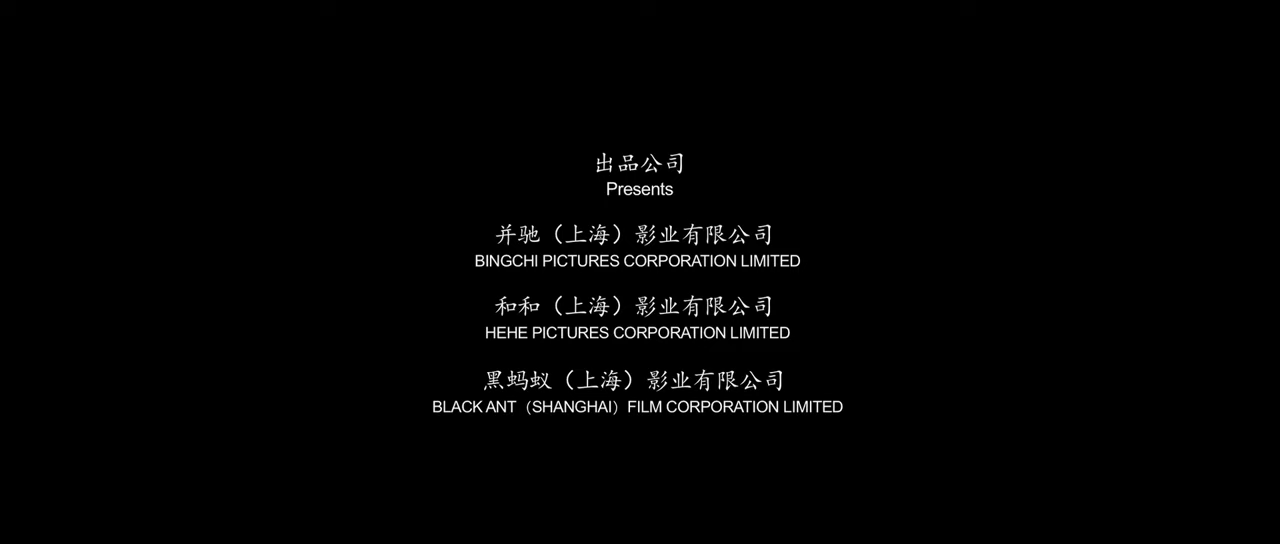 出品公司
Presents
并驰（上海）影业有限公司
BINGCHI PICTURES CORPORATION LIMITED
和和（上海）影业有限公司
HEHE PICTURES CORPORATION LIMITED
黑蚂蚁（上海）影业有限公司
BLACK ANT（SHANGHAI）FILM CORPORATION LIMITED